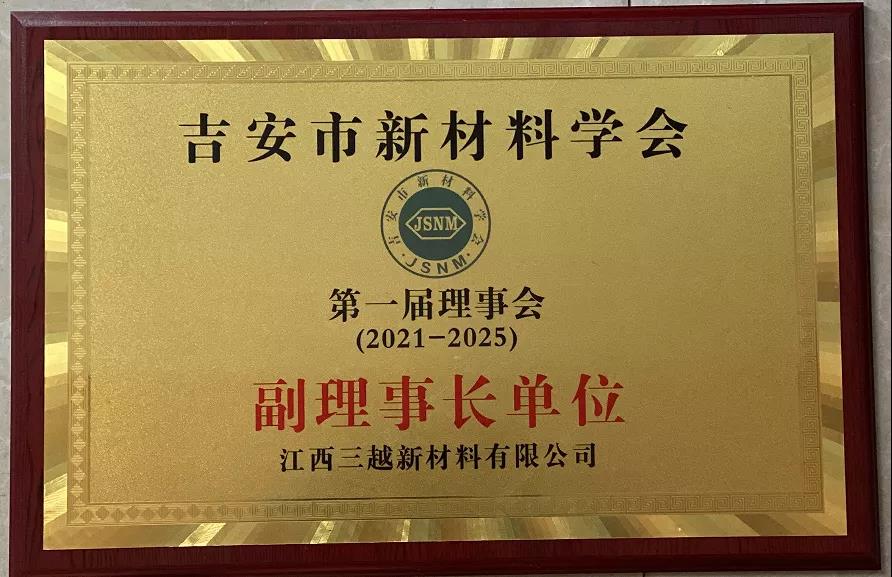 吉安市新材料学会
吉安市新材料学会
JSNM
·JSNM·
第一届理事会
(2021-2025)
副理事长单位
江西三越新材料有限公司